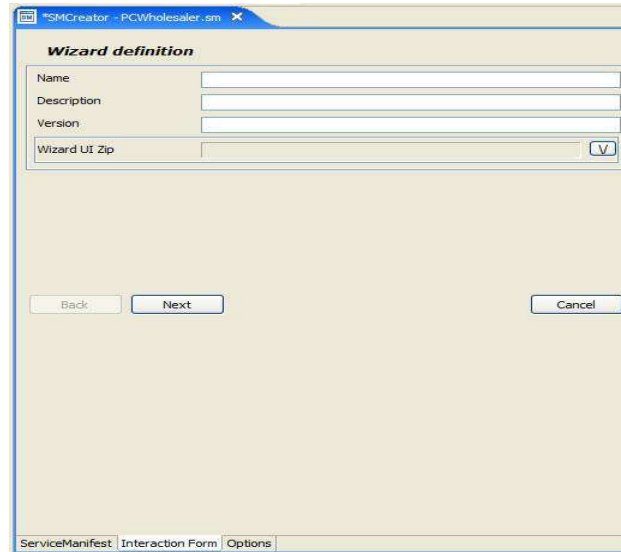 *SMCreator - PCWholesaler.sm
Wizard definition
Name
Description
Version
Wizard UI Zip V
Back Next Cancel
ServiceManifest Interaction Form Options